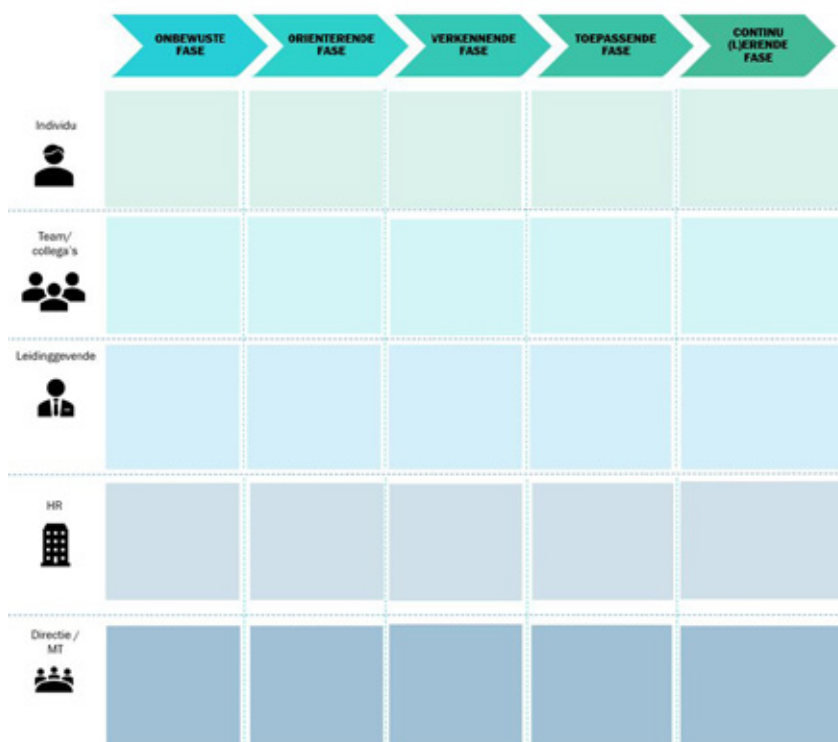 ONBEWUSTE
FASE
ORIENTERENDE
FASE
VERKENNENDE
FASE
TOEPASSENDE
FASE
CONTINU
(L)ERENDE
FASE
Individu
Team/
collega's
Leidinggevende
HR
Directie /
MT